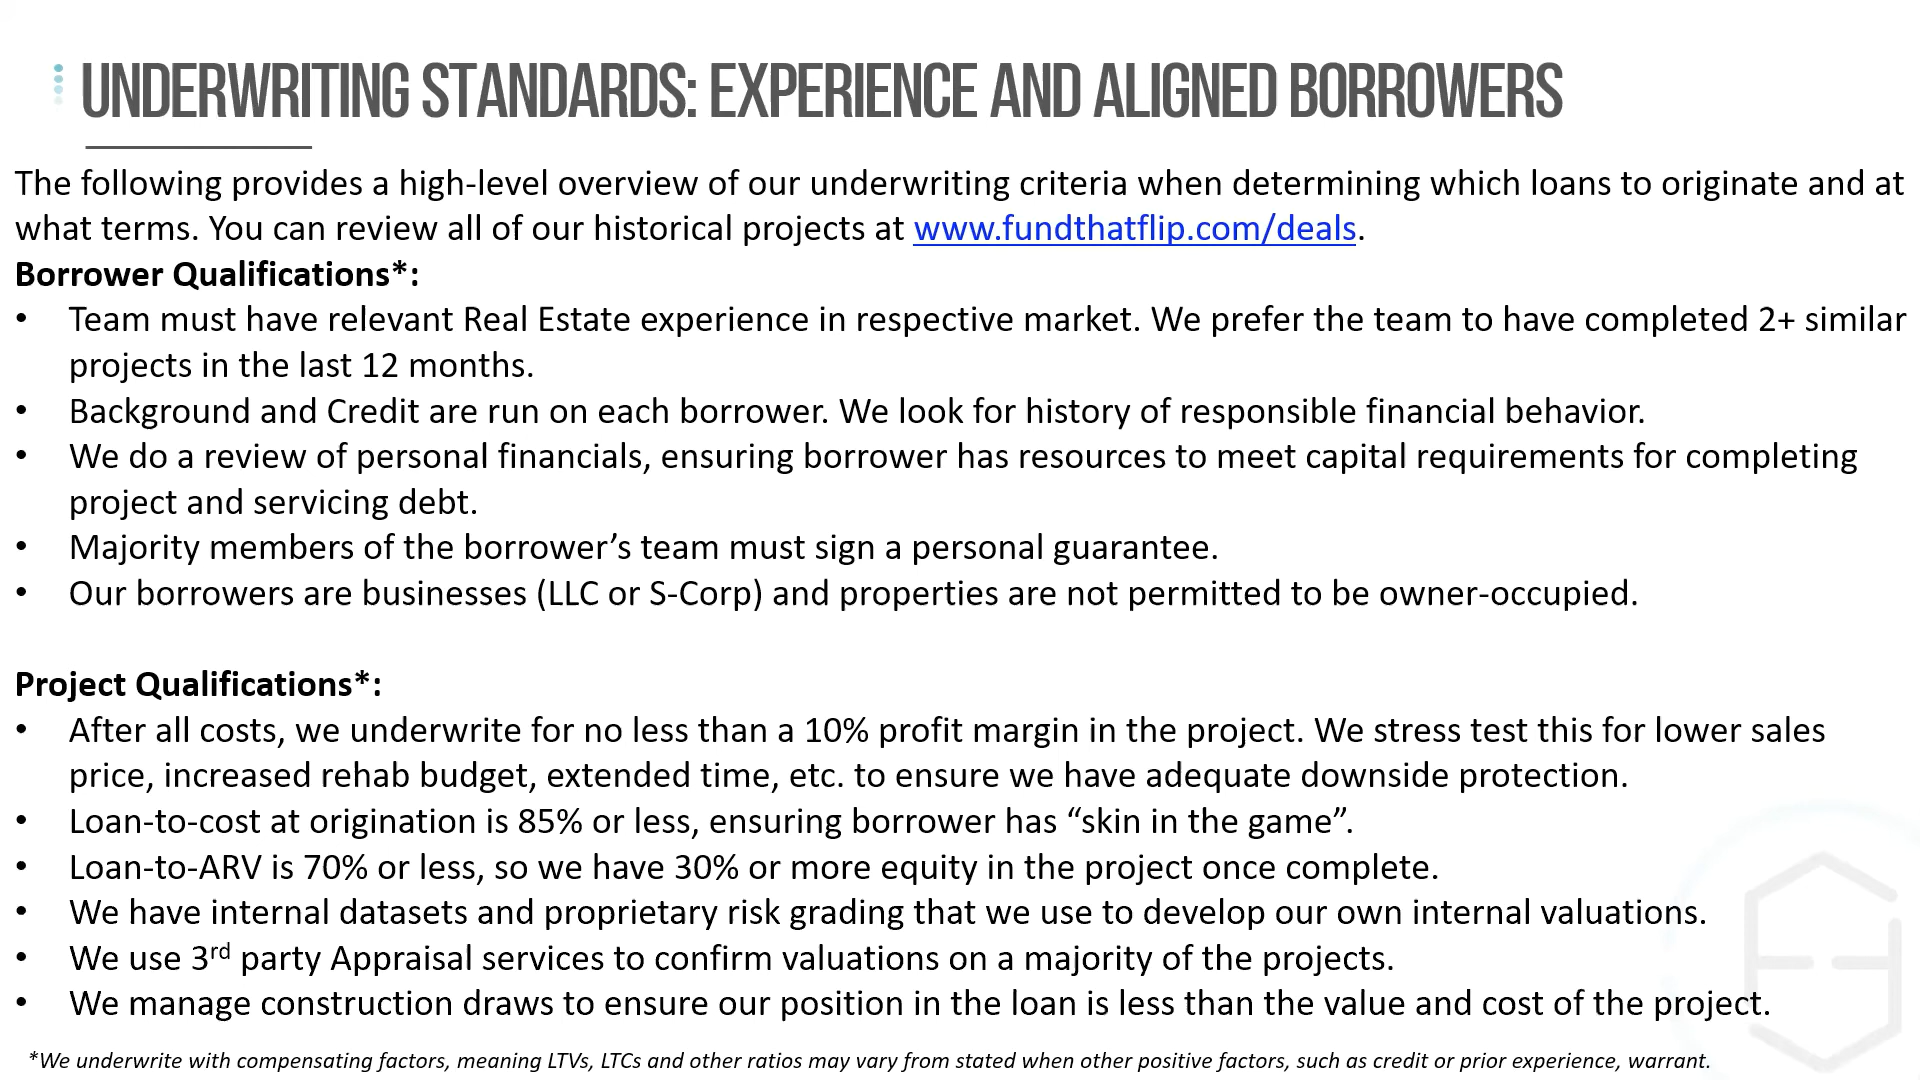 UNDERWRITING STANDARDS: EXPERIENCE AND ALIGNED BORROWERS
The following provides a high-level overview of our underwriting criteria when determining which loans to originate and at
what terms. You can review all of our historical projects at www.fundthatflip.com/deals.
Borrower Qualifications*:
• Team must have relevant Real Estate experience in respective market. We prefer the team to have completed 2+ similar
projects in the last 12 months.
• Background and Credit are run on each borrower. We look for history of responsible financial behavior.
• We do a review of personal financials, ensuring borrower has resources to meet capital requirements for completing
project and servicing debt.
• Majority members of the borrower’s team must sign a personal guarantee.
• Our borrowers are businesses (LLC or S-Corp) and properties are not permitted to be owner-occupied.
Project Qualifications*:
• After all costs, we underwrite for no less than a 10% profit margin in the project. We stress test this for lower sales
price, increased rehab budget, extended time, etc. to ensure we have adequate downside protection.
• Loan-to-cost at origination is 85% or less, ensuring borrower has “skin in the game”.
• Loan-to-ARV is 70% or less, so we have 30% or more equity in the project once complete.
• We have internal datasets and proprietary risk grading that we use to develop our own internal valuations.
• We use 3rd party Appraisal services to confirm valuations on a majority of the projects.
• We manage construction draws to ensure our position in the loan is less than the value and cost of the project.
*We underwrite with compensating factors, meaning LTVs, LTCs and other ratios may vary from stated when other positive factors, such as credit or prior experience, warrant.